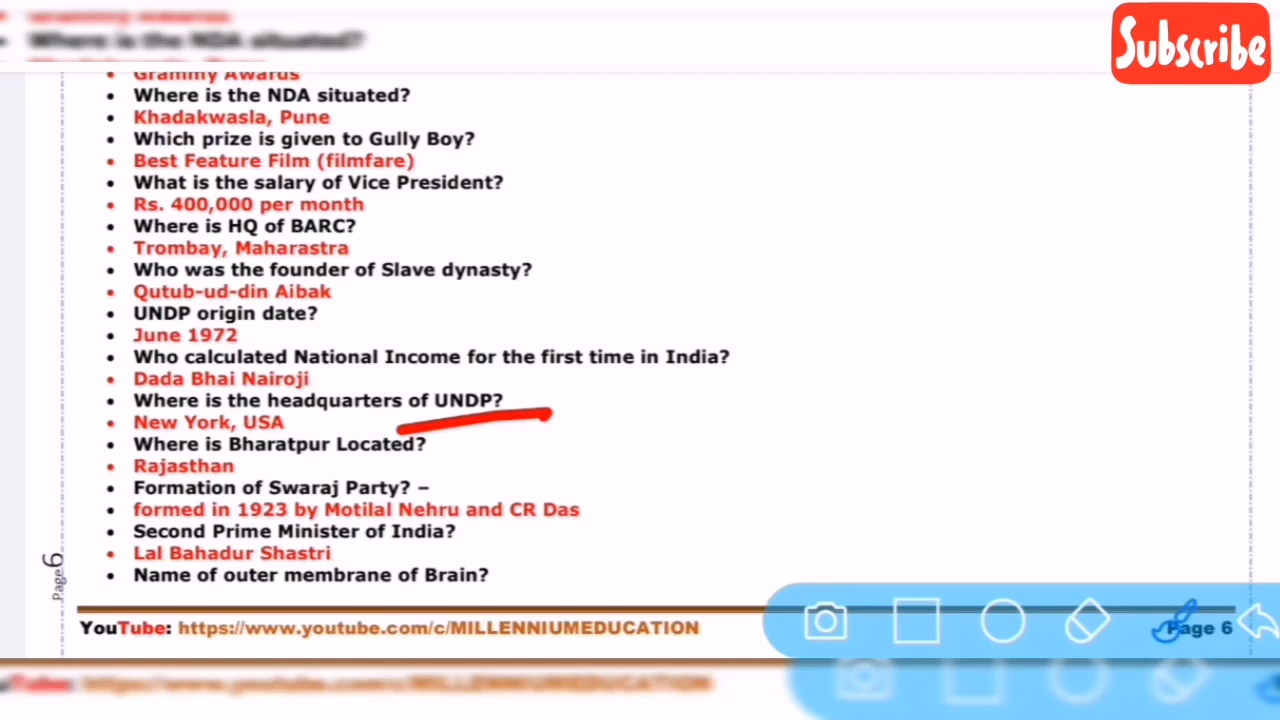 Where is the NDA situated?
Subscribe
• Grammy Awards
• Where is the NDA situated?
• Khadakwasla, Pune
• Which prize is given to Gully Boy?
• Best Feature Film (filmfare)
• What is the salary of Vice President?
• Rs. 400,000 per month
• Where is HQ of BARC?
• Trombay, Maharastra
• Who was the founder of Slave dynasty?
• Qutub-ud-din Aibak
• UNDP origin date?
• June 1972
• Who calculated National Income for the first time in India?
• Dada Bhai Nairoji
• Where is the headquarters of UNDP?
• New York, USA
• Where is Bharatpur Located?
• Rajasthan
• Formation of Swaraj Party? –
• formed in 1923 by Motilal Nehru and CR Das
• Second Prime Minister of India?
• Lal Bahadur Shastri
• Name of outer membrane of Brain?
Page 6
YouTube: https://www.youtube.com/c/MILLENNIUMEDUCATION
Page 6